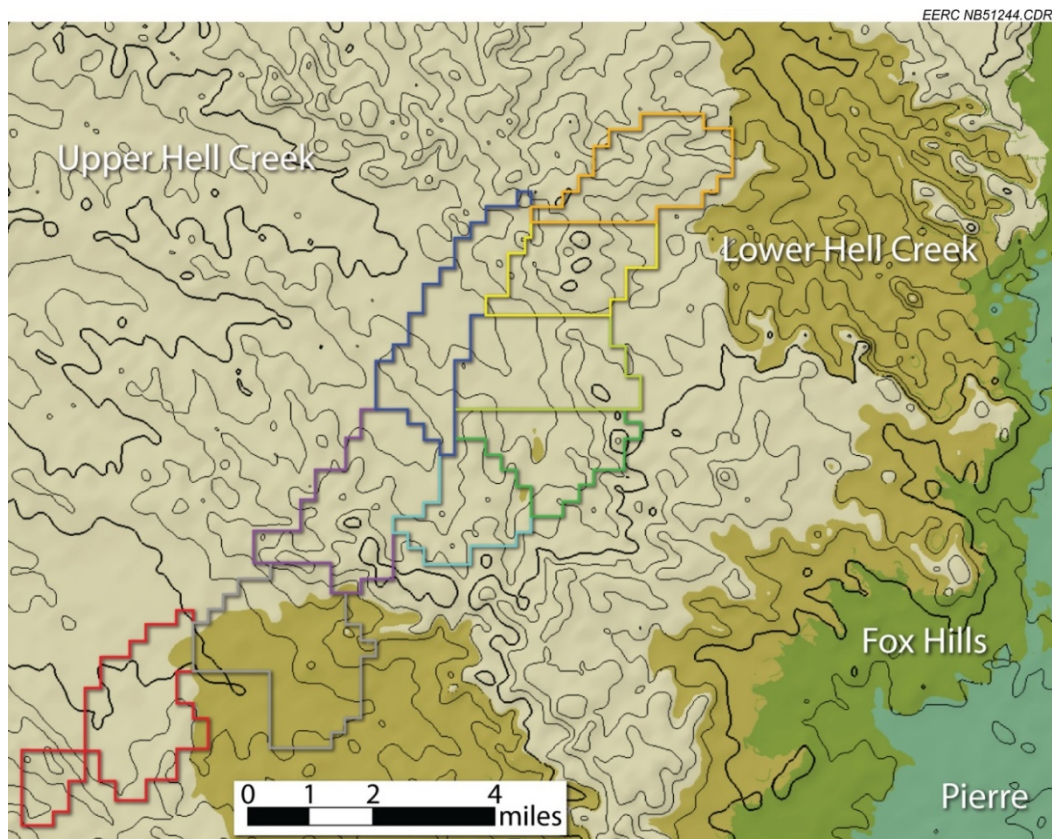 EERC NB51244.CDR
Upper Hell Creek
Lower Hell Creek
Fox Hills
0 1 2 4
miles
Pierre